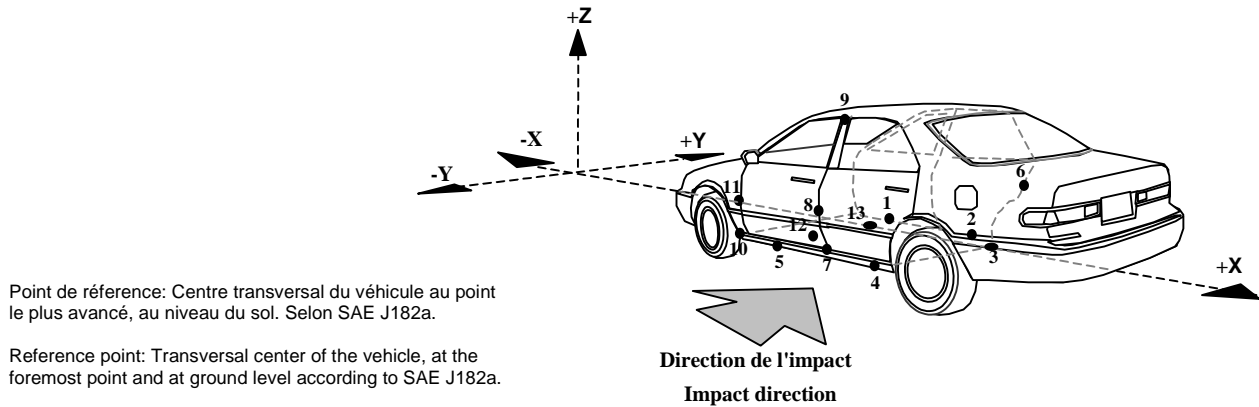 +Z
9
-X
+Y
-Y
6
11
8
13
1
2
12
10
3
5
7
4
+X
Point de réference: Centre transversal du véhicule au point
le plus avancé, au niveau du sol. Selon SAE J182a.
Reference point: Transversal center of the vehicle, at the
foremost point and at ground level according to SAE J182a.
Direction de l'impact
Impact direction